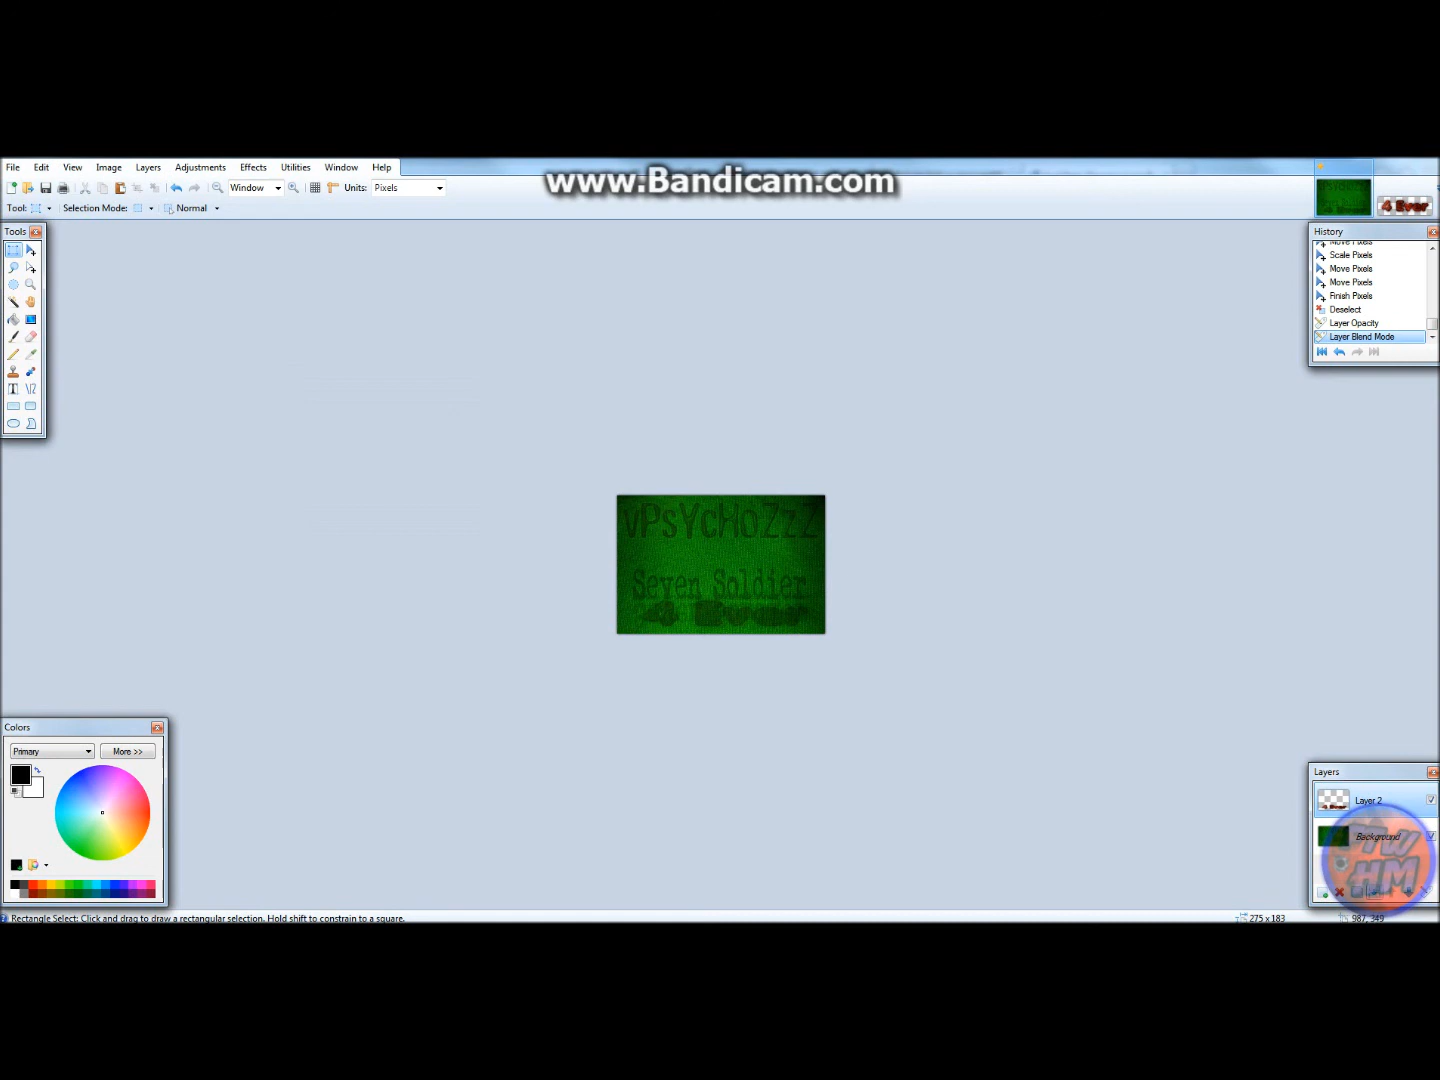 www.Bandicam.com
File Edit View Image Layers Adjustments Effects Utilities Window Help
Window Units: Pixels
Tool: Selection Mode: Normal
4 Ever
Tools
History
Move Pixels
Scale Pixels
Move Pixels
Move Pixels
Finish Pixels
Deselect
Layer Opacity
Layer Blend Mode
vPsYcHoZzZ
Seven Soldier
4 Ever
Colors
Primary More >>
Layers
Layer 2
Background
HM
Rectangle Select: Click and drag to draw a rectangular selection. Hold shift to constrain to a square.
275 x 183
987, 349